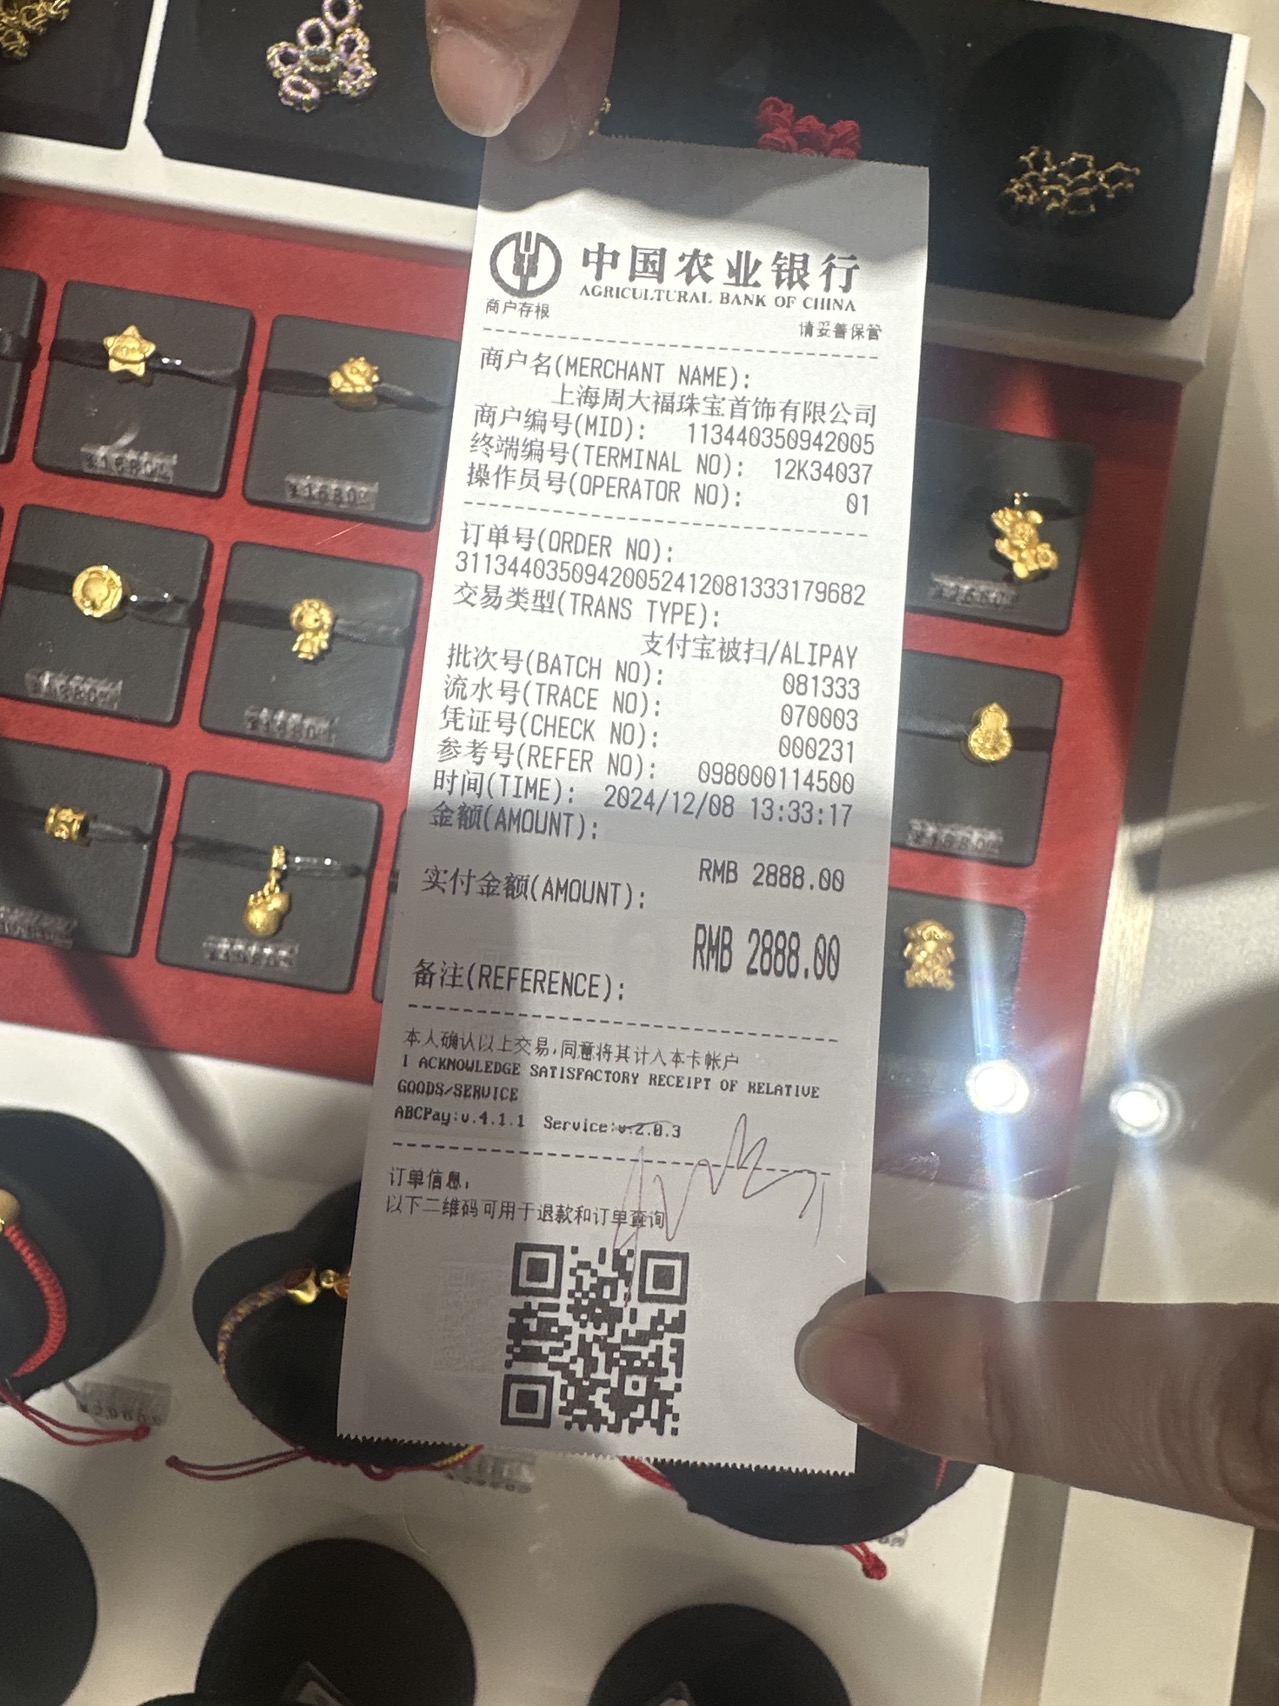 中国农业银行
AGRICULTURAL BANK OF CHINA
商户存根
请妥善保管
商户名(MERCHANT NAME):
上海周大福珠宝首饰有限公司
商户编号(MID): 113440350942005
终端编号(TERMINAL NO): 12K34037
操作员号(OPERATOR NO): 01
订单号(ORDER NO):
31134403509420052412081333179682
交易类型(TRANS TYPE):
支付宝被扫/ALIPAY
批次号(BATCH NO): 081333
流水号(TRACE NO): 070003
凭证号(CHECK NO): 000231
参考号(REFER NO): 098000114500
时间(TIME): 2024/12/08 13:33:17
金额(AMOUNT):
RMB 2888.00
实付金额(AMOUNT):
RMB 2888.00
备注(REFERENCE):
本人确认以上交易,同意将其计入本卡帐户
I ACKNOWLEDGE SATISFACTORY RECEIPT OF RELATIVE
GOODS/SERVICE
ABCPay:v.4.1.1 Service:v.2.0.3
订单信息:
以下二维码可用于退款和订单查询